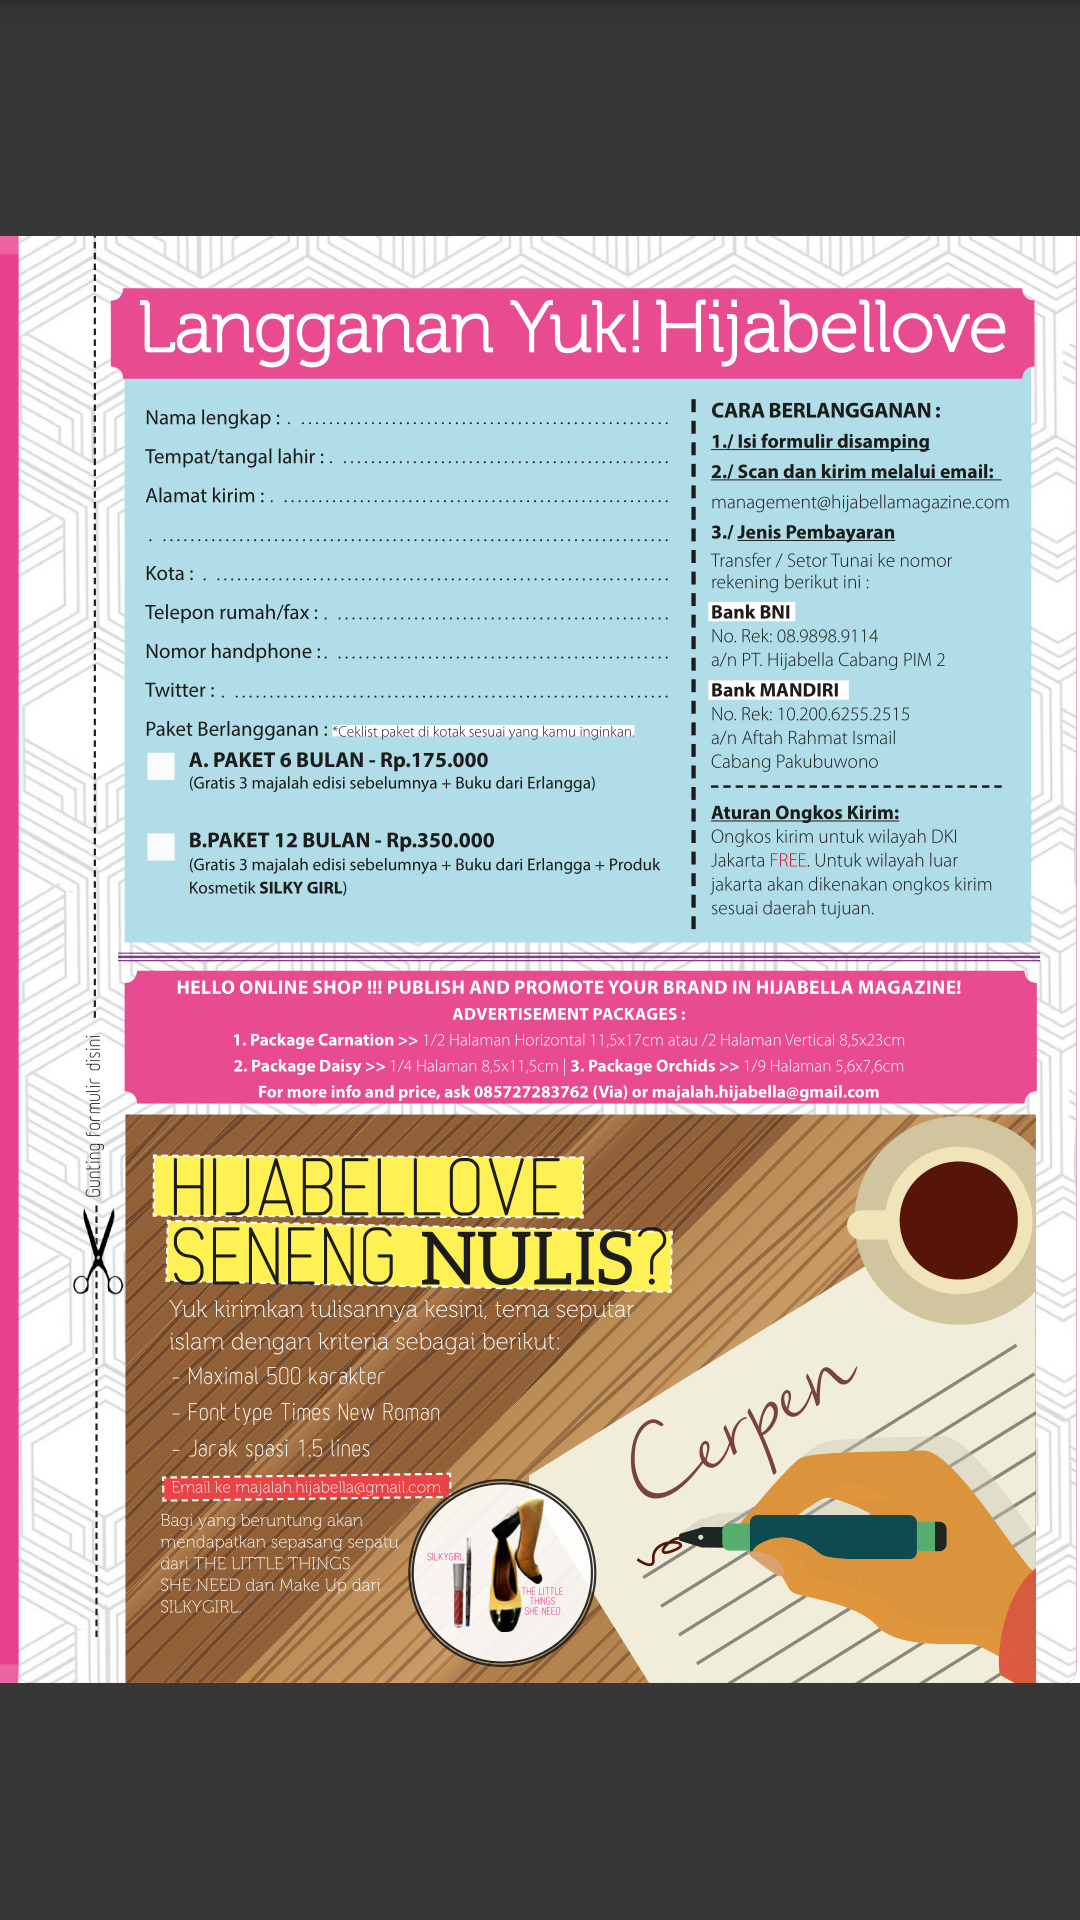 Langganan Yuk! Hijabellove
Nama lengkap : . .....................................................
Tempat/tangal lahir : . ...............................................
Alamat kirim : . .......................................................
. .........................................................................
Kota : . .................................................................
Telepon rumah/fax : . ................................................
Nomor handphone : . ................................................
Twitter : . ..............................................................
Paket Berlangganan : *Ceklist paket di kotak sesuai yang kamu inginkan.
A. PAKET 6 BULAN - Rp.175.000
(Gratis 3 majalah edisi sebelumnya + Buku dari Erlangga)
B.PAKET 12 BULAN - Rp.350.000
(Gratis 3 majalah edisi sebelumnya + Buku dari Erlangga + Produk
Kosmetik SILKY GIRL)
CARA BERLANGGANAN :
1./ Isi formulir disamping
2./ Scan dan kirim melalui email:
management@hijabellamagazine.com
3./ Jenis Pembayaran
Transfer / Setor Tunai ke nomor
rekening berikut ini :
Bank BNI
No. Rek: 08.9898.9114
a/n PT. Hijabella Cabang PIM 2
Bank MANDIRI
No. Rek: 10.200.6255.2515
a/n Aftah Rahmat Ismail
Cabang Pakubuwono
Aturan Ongkos Kirim:
Ongkos kirim untuk wilayah DKI
Jakarta FREE. Untuk wilayah luar
jakarta akan dikenakan ongkos kirim
sesuai daerah tujuan.
HELLO ONLINE SHOP !!! PUBLISH AND PROMOTE YOUR BRAND IN HIJABELLA MAGAZINE!
ADVERTISEMENT PACKAGES :
1. Package Carnation >> 1/2 Halaman Horizontal 11,5x17cm atau /2 Halaman Vertical 8,5x23cm
2. Package Daisy >> 1/4 Halaman 8,5x11,5cm | 3. Package Orchids >> 1/9 Halaman 5,6x7,6cm
For more info and price, ask 085727283762 (Via) or majalah.hijabella@gmail.com
Gunting formulir disini
HIJABELLOVE
SENENG NULIS?
Yuk kirimkan tulisannya kesini, tema seputar
islam dengan kriteria sebagai berikut:
- Maximal 500 karakter
- Font type Times New Roman
- Jarak spasi 1.5 lines
Email ke majalah.hijabella@gmail.com
Bagi yang beruntung akan
mendapatkan sepasang sepatu
dari THE LITTLE THINGS
SHE NEED dan Make Up dari
SILKYGIRL.
SILKYGIRL
THE LITTLE
THINGS
SHE NEED
Cerpen